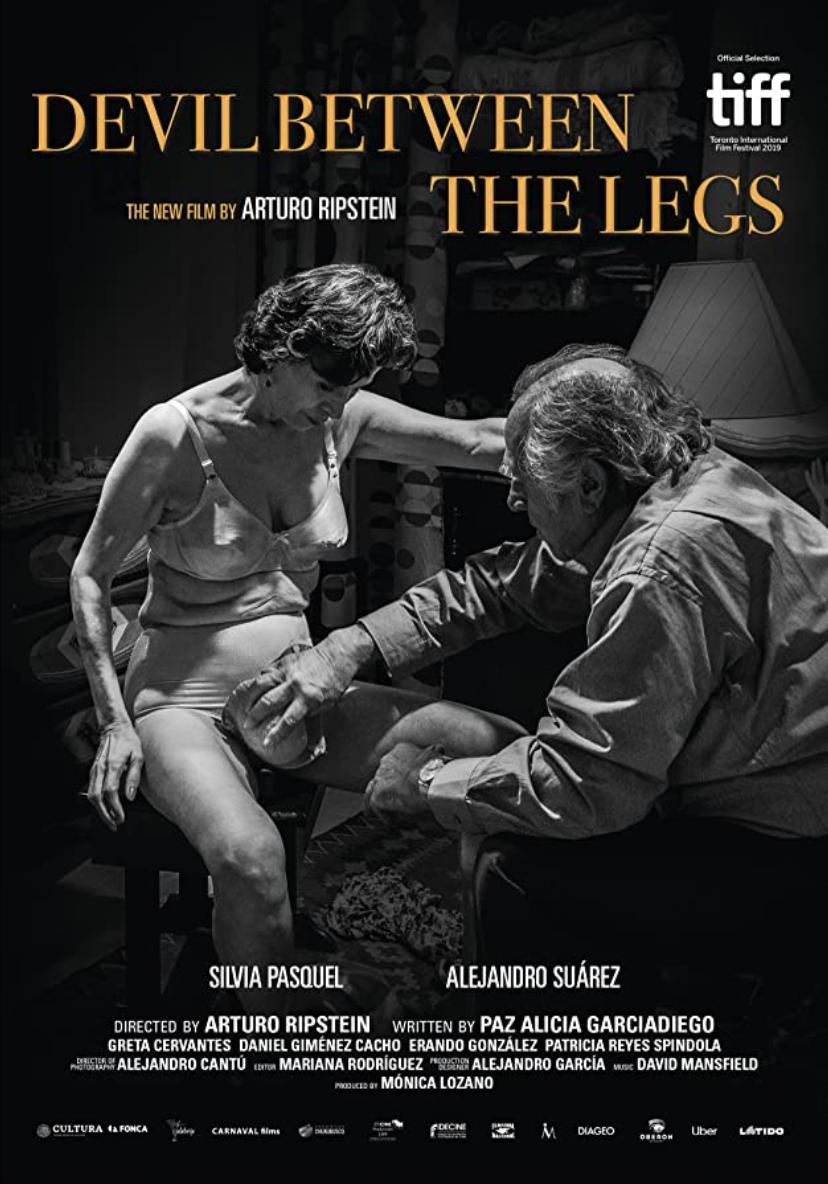 Official Selection
tiff
Toronto International
Film Festival 2019
DEVIL BETWEEN
THE LEGS
THE NEW FILM BY ARTURO RIPSTEIN
SILVIA PASQUEL ALEJANDRO SUÁREZ
DIRECTED BY ARTURO RIPSTEIN WRITTEN BY PAZ ALICIA GARCIADIEGO
GRETA CERVANTES DANIEL GIMÉNEZ CACHO ERANDO GONZÁLEZ PATRICIA REYES SPINDOLA
DIRECTOR OF PHOTOGRAPHY ALEJANDRO CANTÚ EDITOR MARIANA RODRÍGUEZ PRODUCTION DESIGNER ALEJANDRO GARCÍA MUSIC DAVID MANSFIELD
PRODUCED BY MÓNICA LOZANO
CULTURA FONCA CARNAVAL films CHURUBUSCO FIDECINE DIAGEO OBERON Uber LATIDO